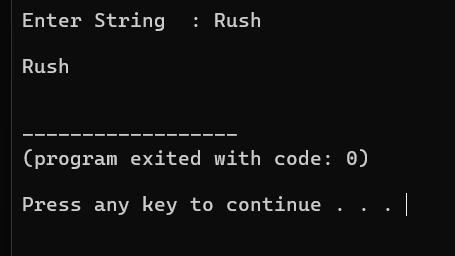 Enter String  : Rush
Rush
------------------
(program exited with code: 0)
Press any key to continue . . .